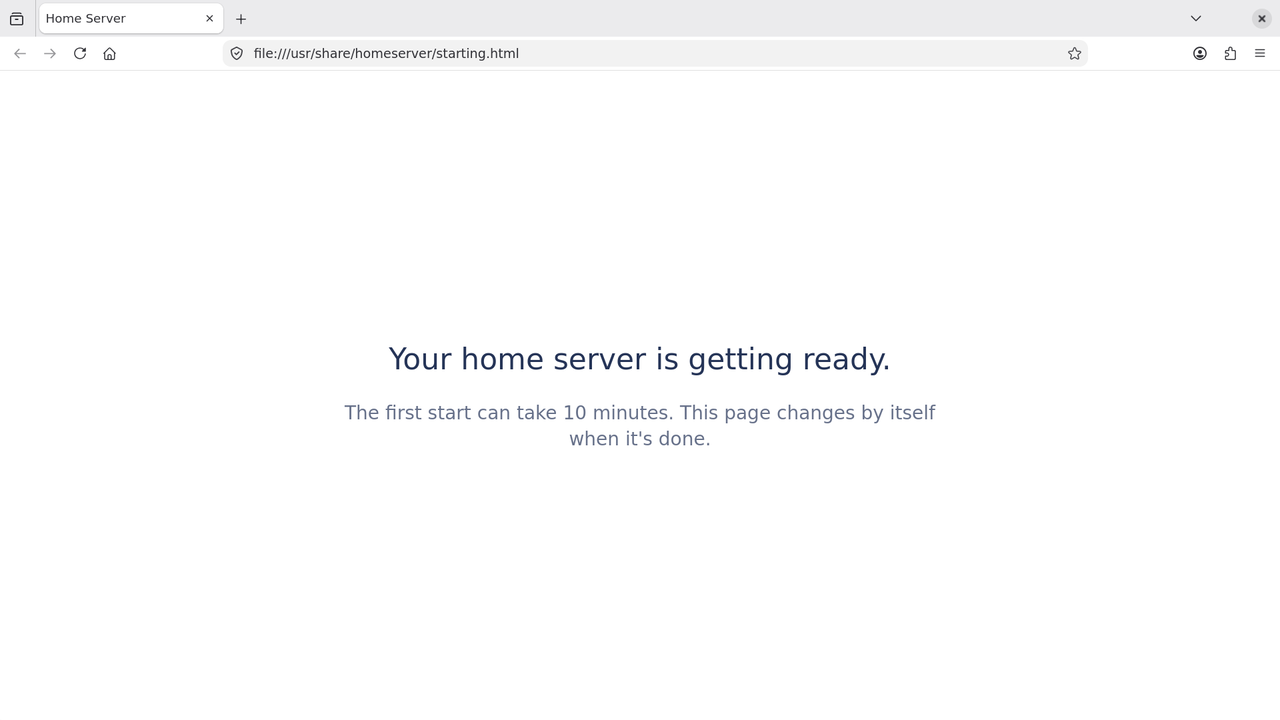 Home Server
file:///usr/share/homeserver/starting.html
Your home server is getting ready.
The first start can take 10 minutes. This page changes by itself
when it's done.